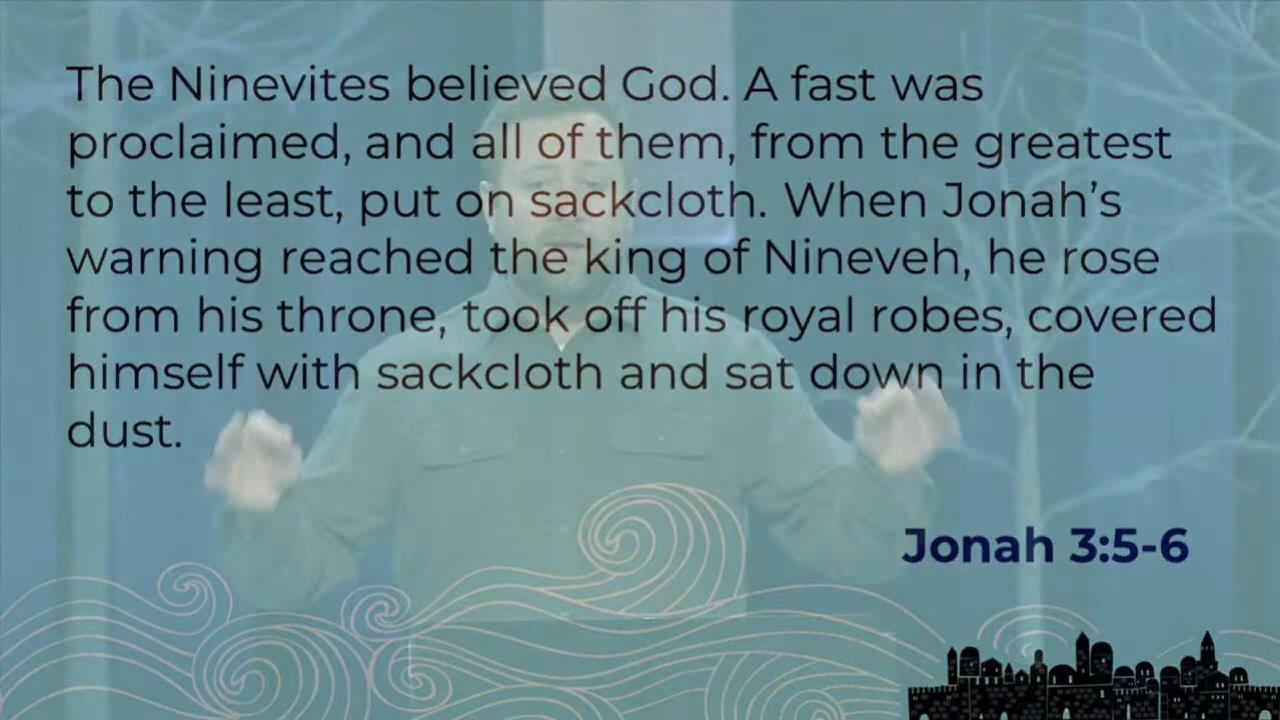 The Ninevites believed God. A fast was
proclaimed, and all of them, from the greatest
to the least, put on sackcloth. When Jonah’s
warning reached the king of Nineveh, he rose
from his throne, took off his royal robes, covered
himself with sackcloth and sat down in the
dust.
Jonah 3:5-6